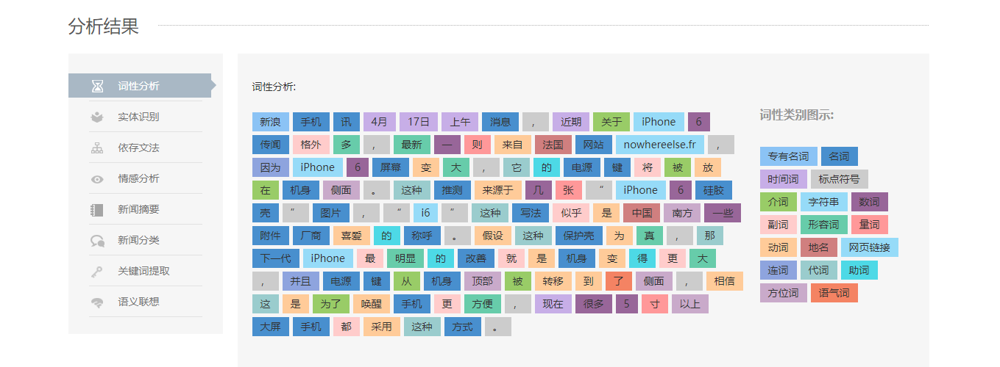 分析结果
词性分析
实体识别
依存文法
情感分析
新闻摘要
新闻分类
关键词提取
语义联想
词性分析:
新浪 手机 讯 4月 17日 上午 消息 , 近期 关于 iPhone 6
传闻 格外 多 , 最新 一 则 来自 法国 网站 nowhereelse.fr ,
因为 iPhone 6 屏幕 变 大 , 它 的 电源 键 将 被 放
在 机身 侧面 。 这种 推测 来源于 几 张 “ iPhone 6 硅胶
壳 ” 图片 , “ i6 ” 这种 写法 似乎 是 中国 南方 一些
附件 厂商 喜爱 的 称呼 。 假设 这种 保护壳 为 真 , 那
下一代 iPhone 最 明显 的 改善 就 是 机身 变 得 更 大
, 并且 电源 键 从 机身 顶部 被 转移 到 了 侧面 , 相信
这 是 为了 唤醒 手机 更 方便 , 现在 很多 5 寸 以上
大屏 手机 都 采用 这种 方式 。
词性类别图示:
专有名词 名词
时间词 标点符号
介词 字符串 数词
副词 形容词 量词
动词 地名 网页链接
连词 代词 助词
方位词 语气词